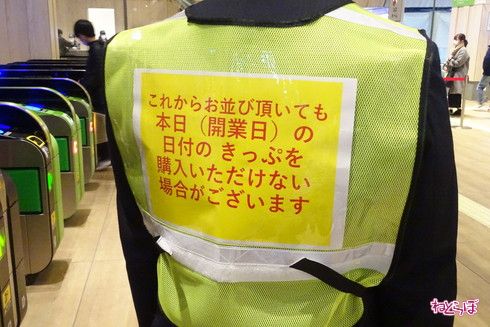 これからお並び頂いても
本日（開業日）の
日付の きっぷを
購入いただけない
場合がございます
ねとらぼ